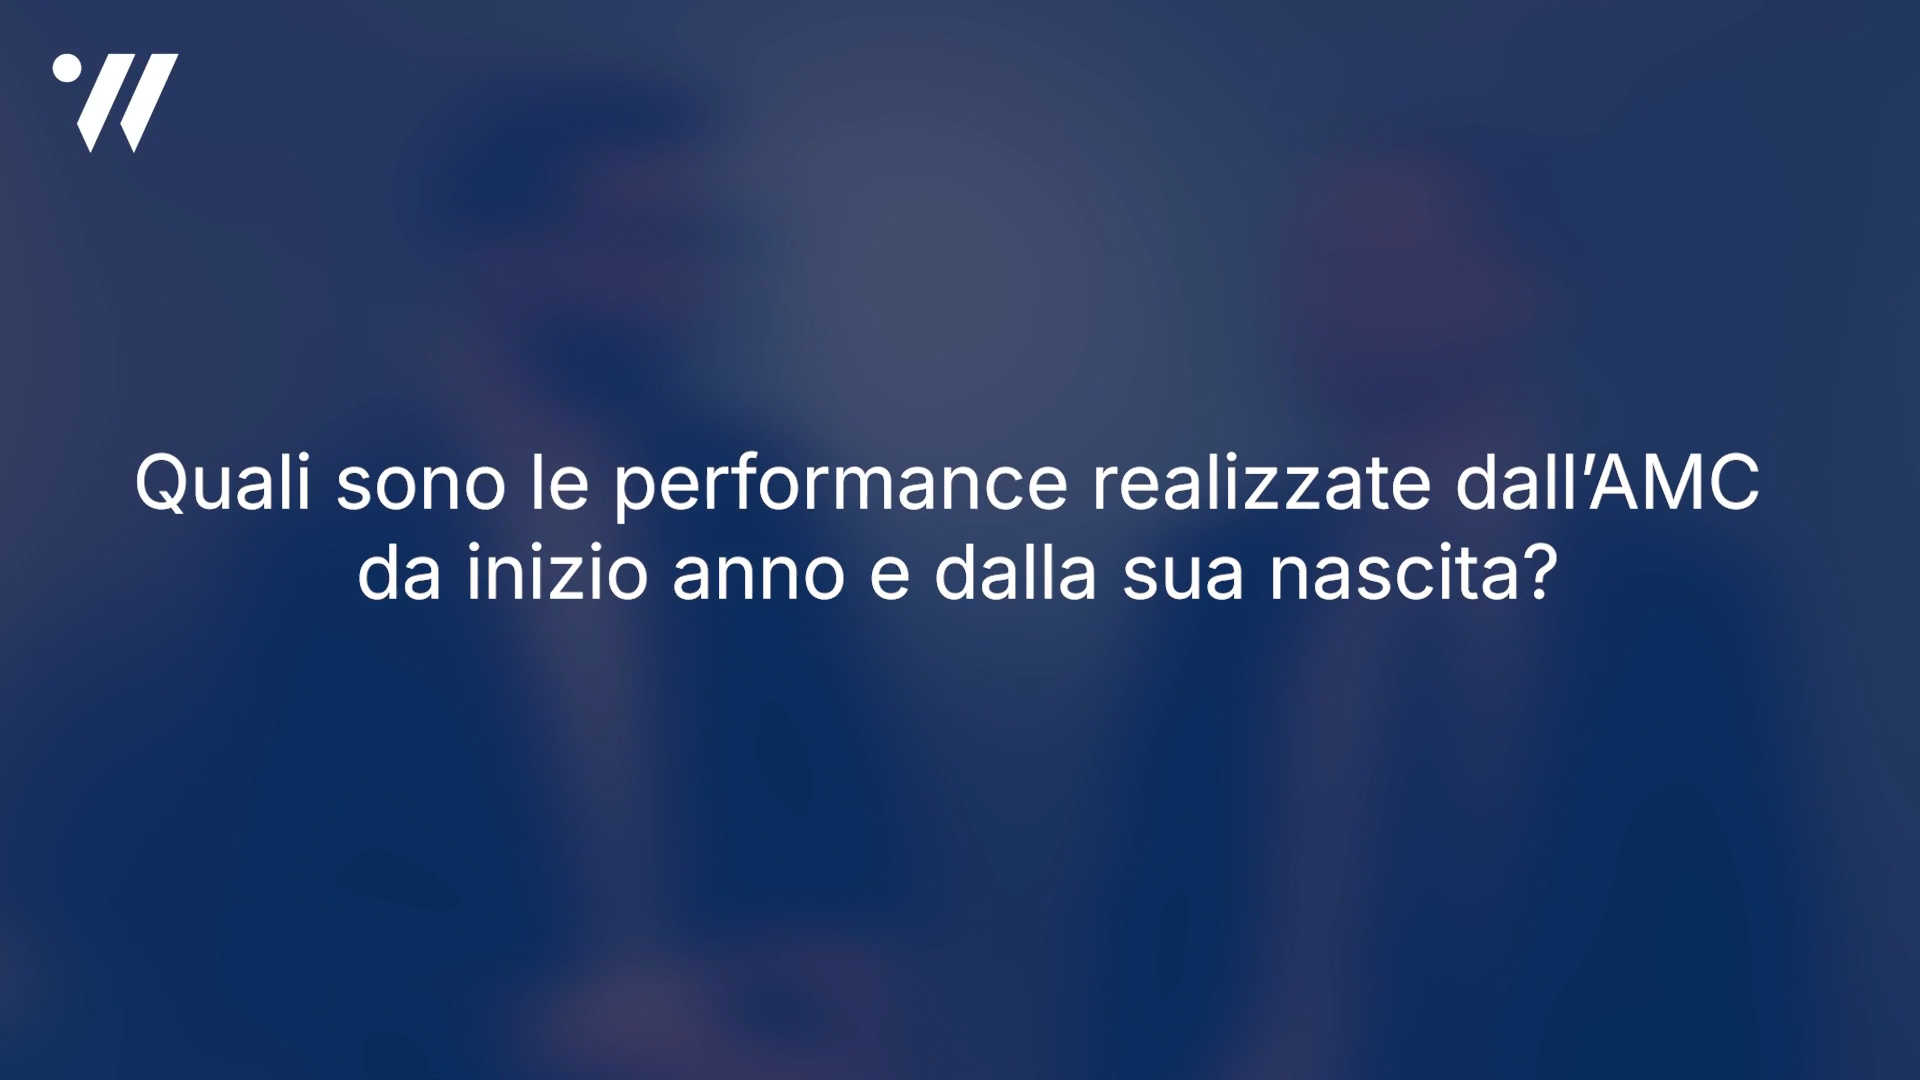 Quali sono le performance realizzate dall’AMC
da inizio anno e dalla sua nascita?